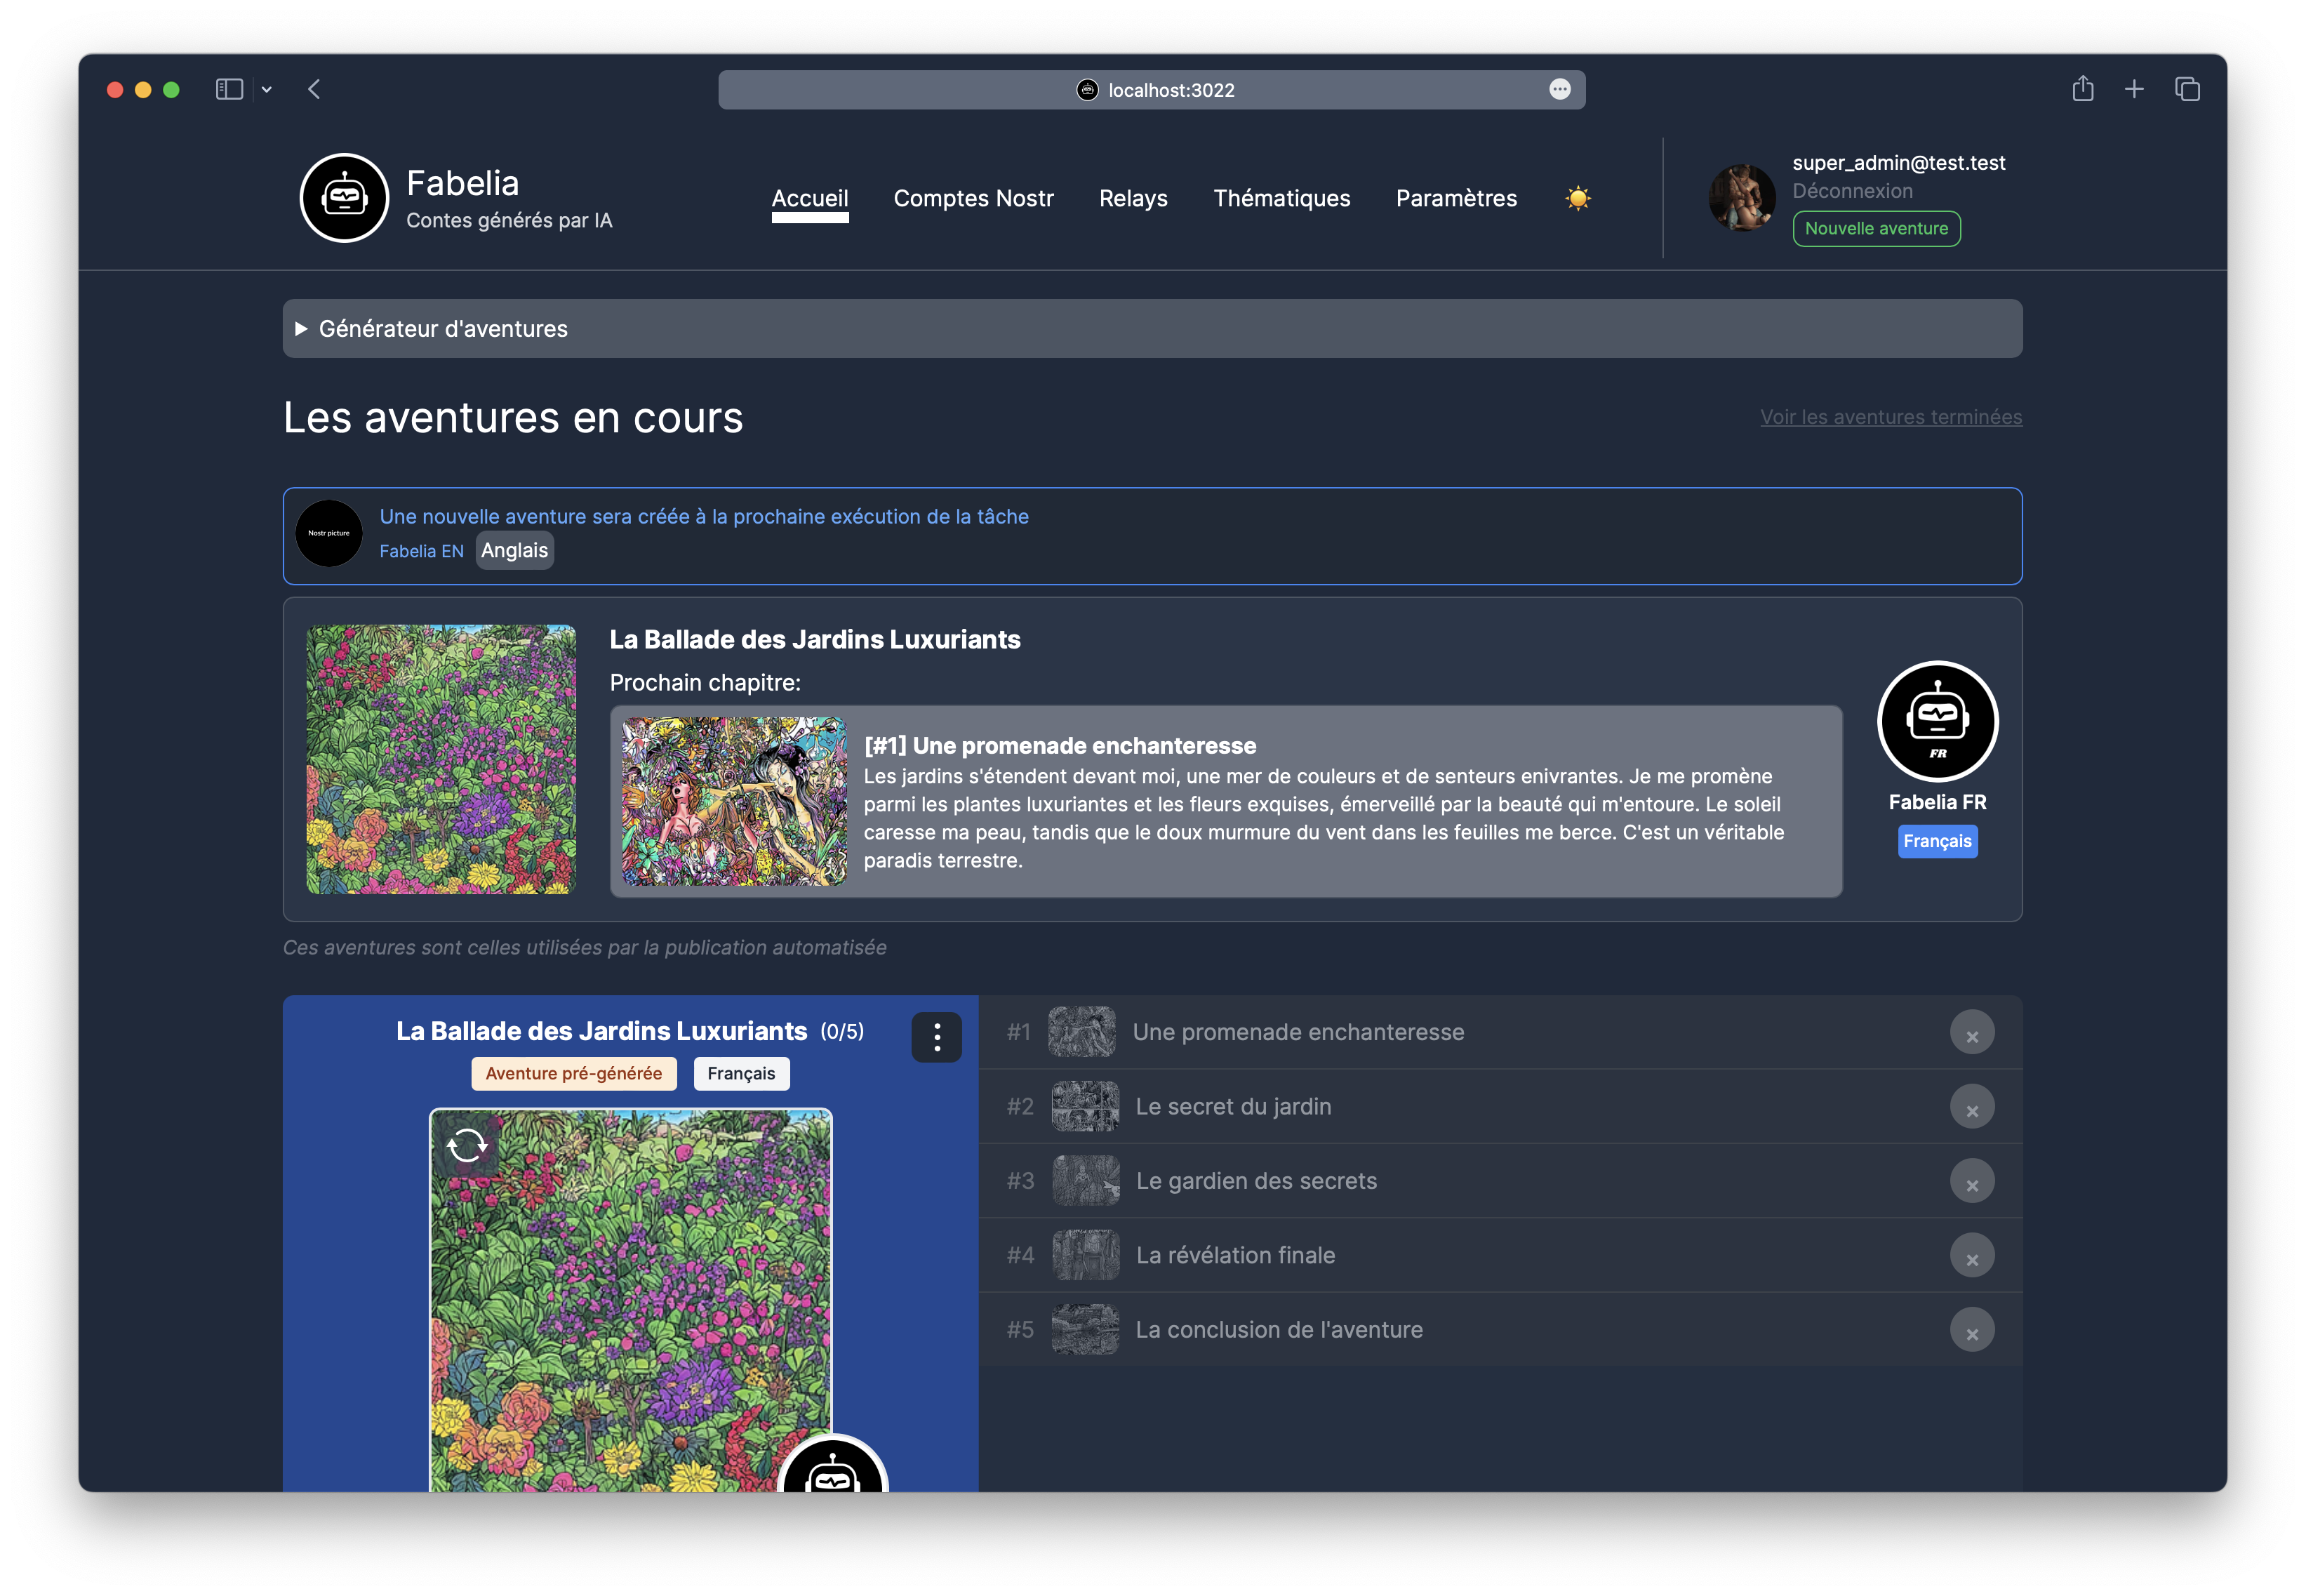 localhost:3022
Fabelia
Contes générés par IA
Accueil
Comptes Nostr
Relays
Thématiques
Paramètres
super_admin@test.test
Déconnexion
Nouvelle aventure
Générateur d'aventures
Les aventures en cours
Voir les aventures terminées
Nostr picture
Une nouvelle aventure sera créée à la prochaine exécution de la tâche
Fabelia EN Anglais
La Ballade des Jardins Luxuriants
Prochain chapitre:
[#1] Une promenade enchanteresse
Les jardins s'étendent devant moi, une mer de couleurs et de senteurs enivrantes. Je me promène
parmi les plantes luxuriantes et les fleurs exquises, émerveillé par la beauté qui m'entoure. Le soleil
caresse ma peau, tandis que le doux murmure du vent dans les feuilles me berce. C'est un véritable
paradis terrestre.
FR
Fabelia FR
Français
Ces aventures sont celles utilisées par la publication automatisée
La Ballade des Jardins Luxuriants (0/5)
Aventure pré-générée Français
#1 Une promenade enchanteresse
#2 Le secret du jardin
#3 Le gardien des secrets
#4 La révélation finale
#5 La conclusion de l'aventure